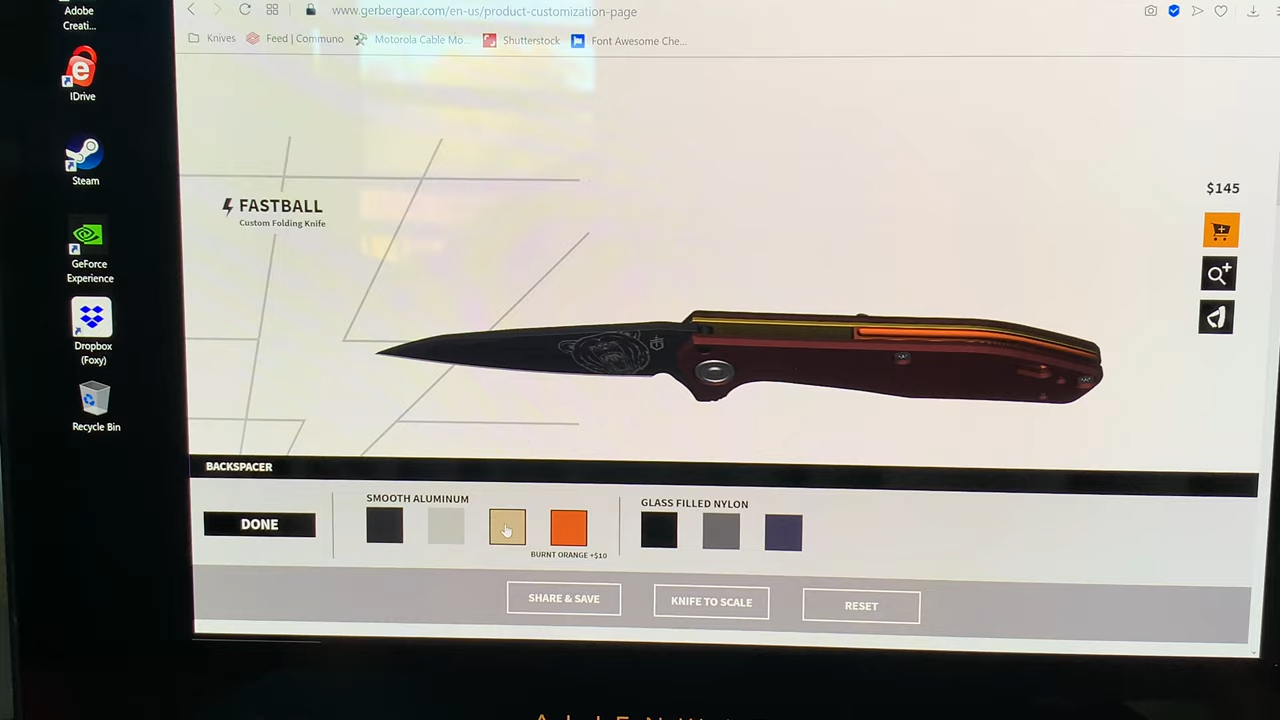 Adobe
Creati...
IDrive
Steam
GeForce
Experience
Dropbox
(Foxy)
Recycle Bin
www.gerbergear.com/en-us/product-customization-page
Knives
Feed | Communo
Motorola Cable Mo...
Shutterstock
Font Awesome Che...
FASTBALL
Custom Folding Knife
$145
BACKSPACER
DONE
SMOOTH ALUMINUM
BURNT ORANGE +$10
GLASS FILLED NYLON
SHARE & SAVE
KNIFE TO SCALE
RESET